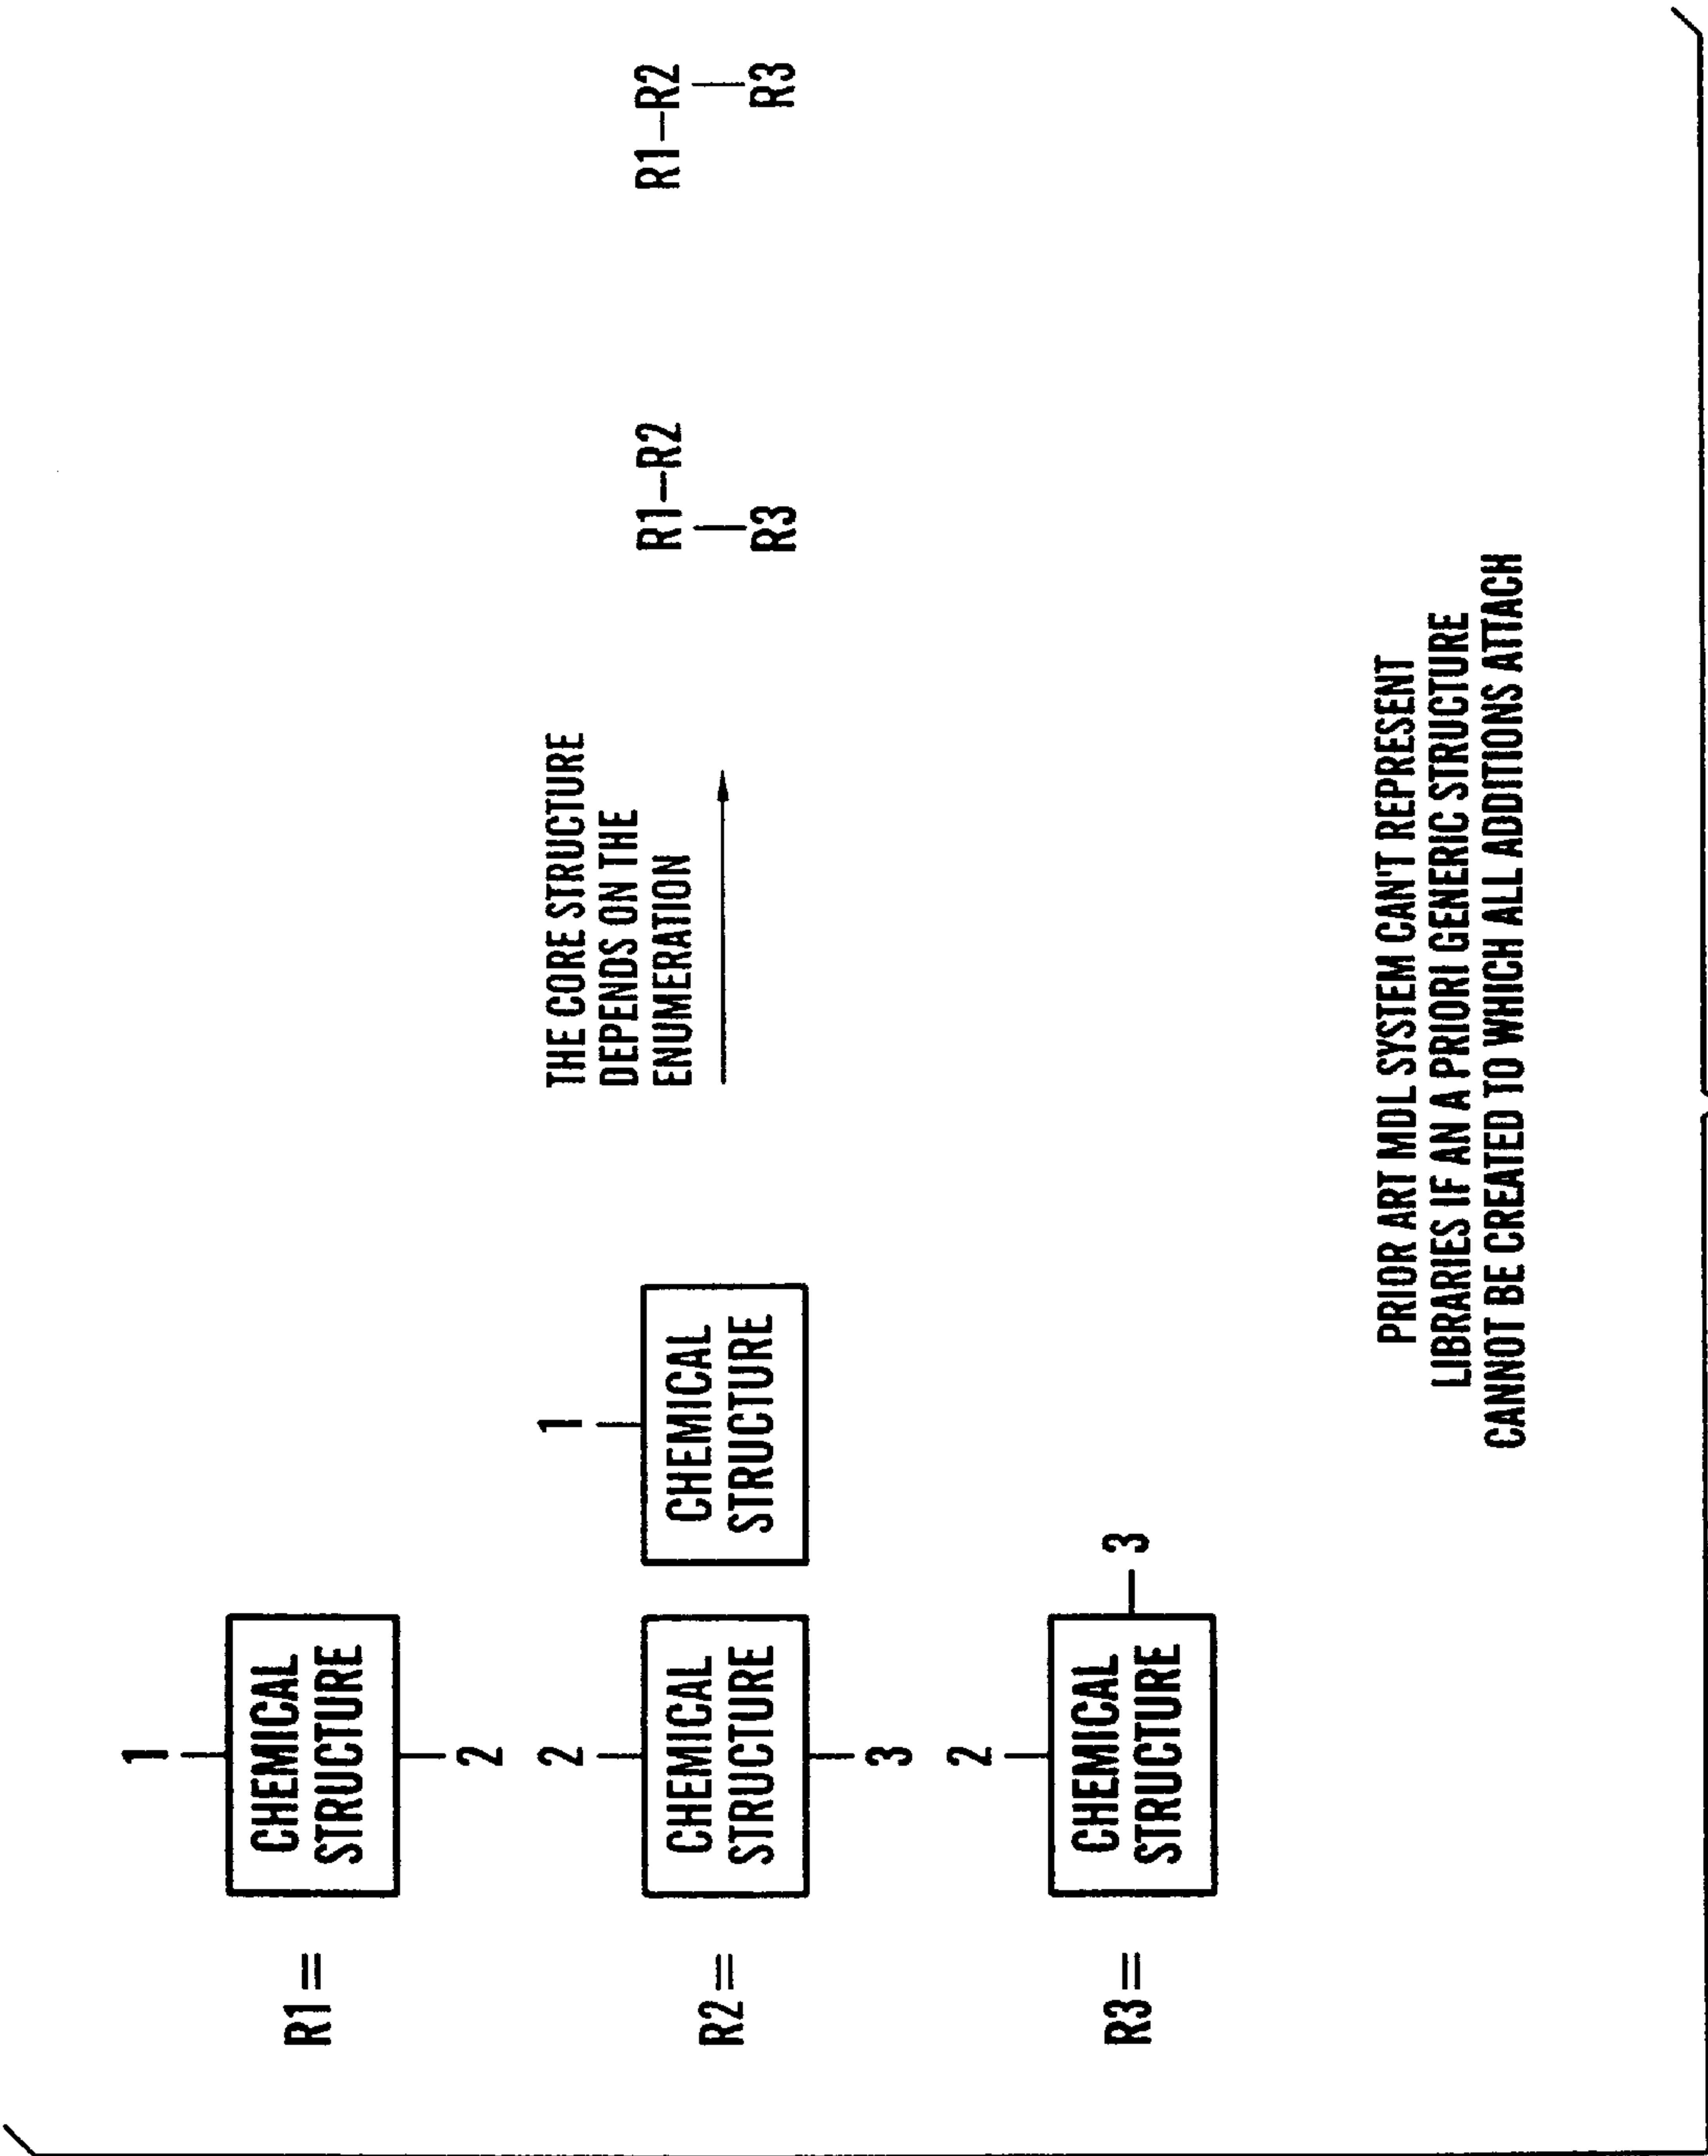 1
R1=
CHEMICAL
STRUCTURE
2
2
R2=
CHEMICAL
STRUCTURE
3
1
CHEMICAL
STRUCTURE
2
R3=
CHEMICAL
STRUCTURE
3
THE CORE STRUCTURE
DEPENDS ON THE
ENUMERATION
R1–R2
R3
R1–R2
R3
PRIOR ART MDL SYSTEM CAN'T REPRESENT
LIBRARIES IF AN A PRIORI GENERIC STRUCTURE
CANNOT BE CREATED TO WHICH ALL ADDITIONS ATTACH